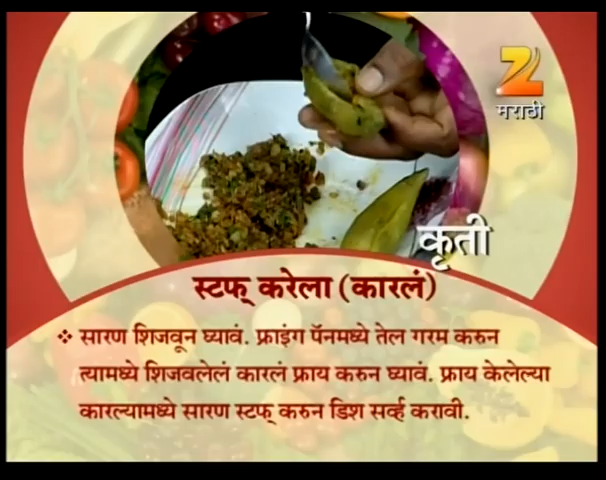 मराठी
कृती
स्टफ् करेला (कारलं)
❖ सारण शिजवून घ्यावं. फ्राइंग पॅनमध्ये तेल गरम करुन
त्यामध्ये शिजवलेलं कारलं फ्राय करुन घ्यावं. फ्राय केलेल्या
कारल्यामध्ये सारण स्टफ् करुन डिश सर्व्ह करावी.